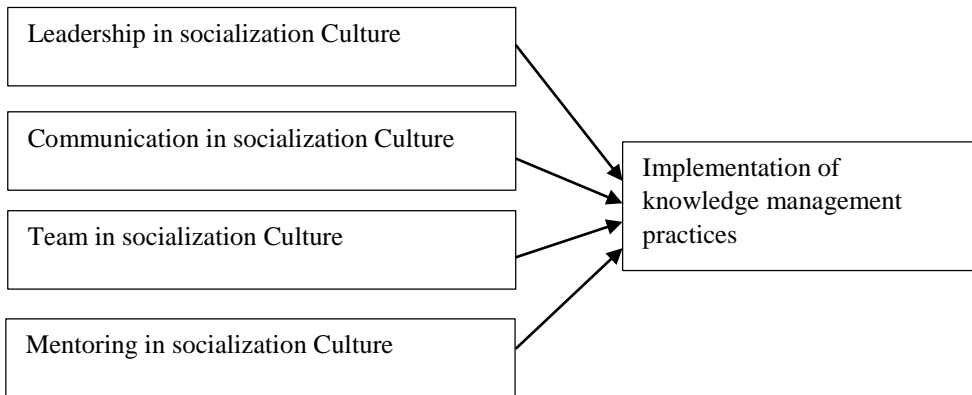 Leadership in socialization Culture
Communication in socialization Culture
Team in socialization Culture
Mentoring in socialization Culture
Implementation of
knowledge management
practices